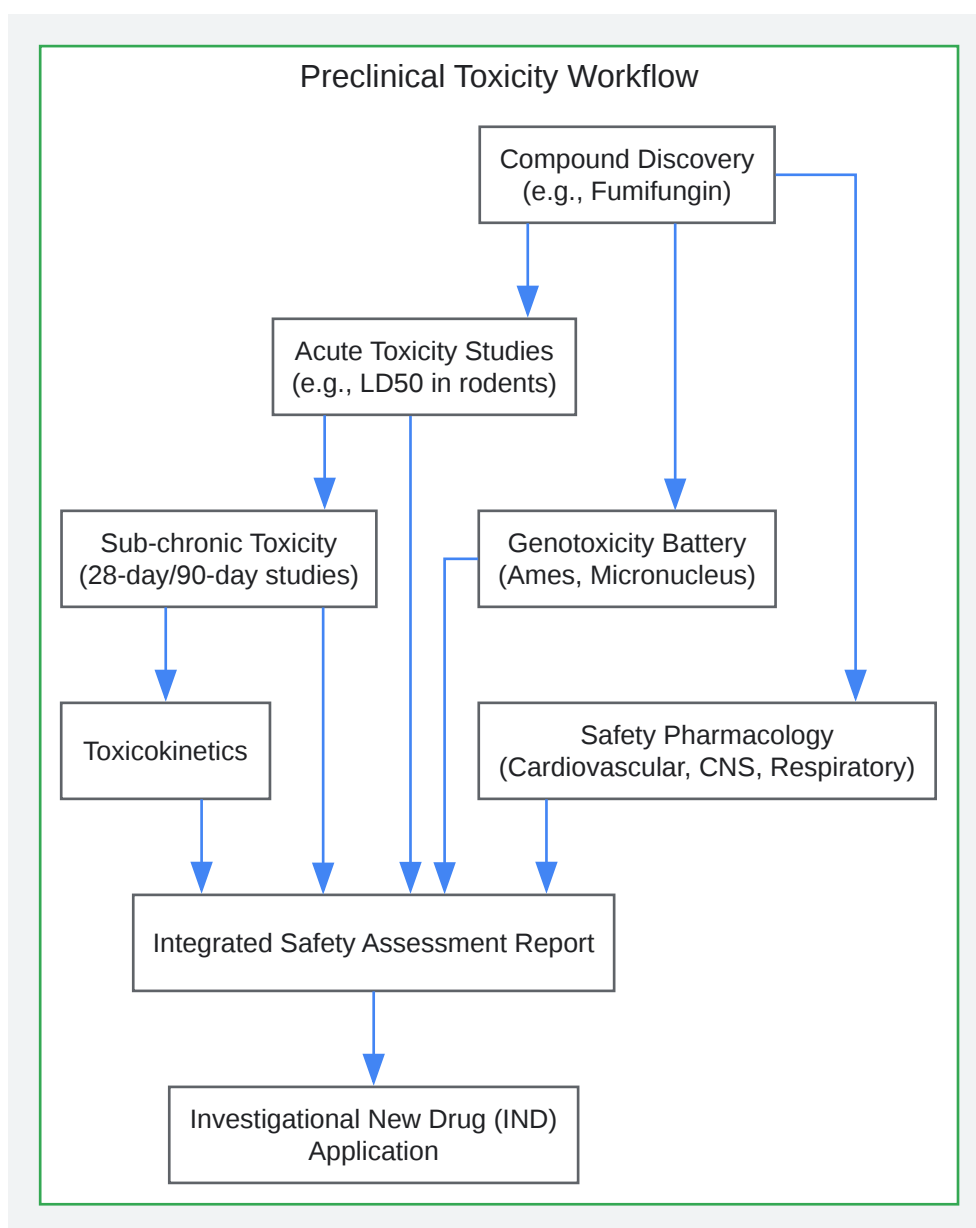 Preclinical Toxicity Workflow
Compound Discovery
(e.g., Fumifungin)
Acute Toxicity Studies
(e.g., LD50 in rodents)
Sub-chronic Toxicity
(28-day/90-day studies)
Genotoxicity Battery
(Ames, Micronucleus)
Toxicokinetics
Safety Pharmacology
(Cardiovascular, CNS, Respiratory)
Integrated Safety Assessment Report
Investigational New Drug (IND)
Application